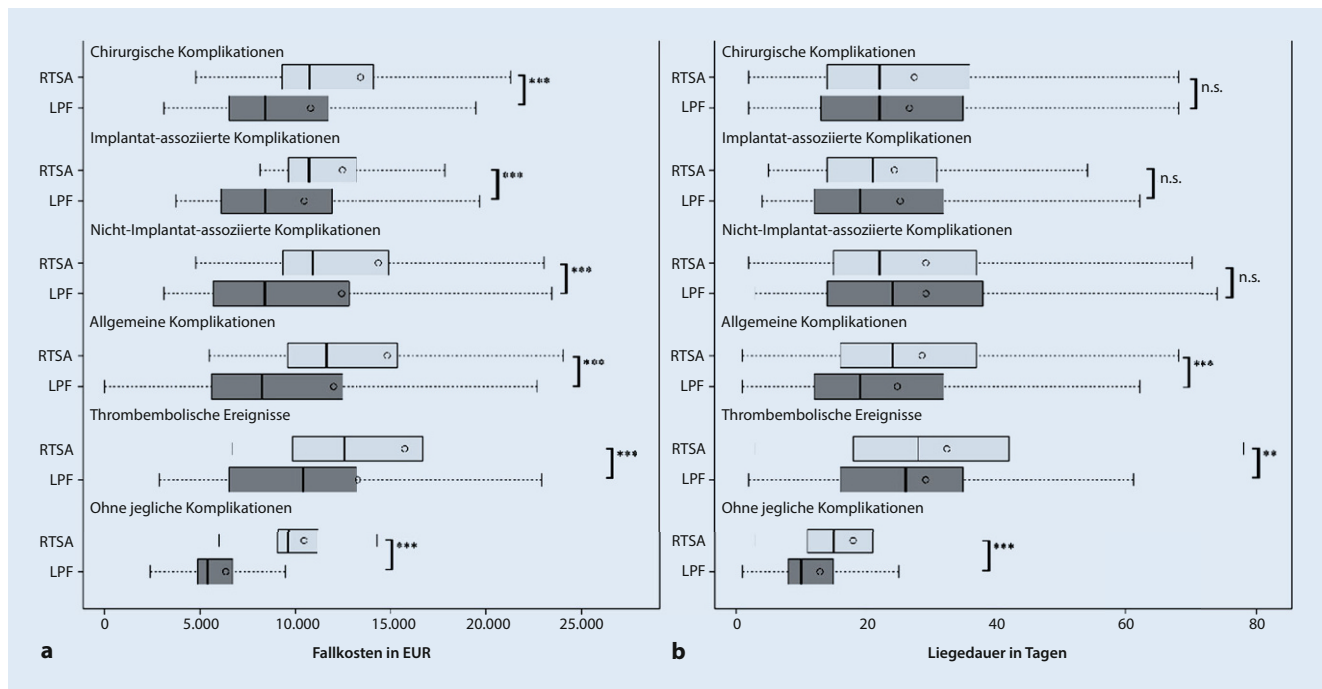 Chirurgische Komplikationen
RTSA
***
LPF
Implantat-assoziierte Komplikationen
RTSA
***
LPF
Nicht-Implantat-assoziierte Komplikationen
RTSA
***
LPF
Allgemeine Komplikationen
RTSA
***
LPF
Thrombembolische Ereignisse
RTSA
***
LPF
Ohne jegliche Komplikationen
RTSA
***
LPF
0 5.000 10.000 15.000 20.000 25.000
a Fallkosten in EUR
Chirurgische Komplikationen
RTSA
n.s.
LPF
Implantat-assoziierte Komplikationen
RTSA
n.s.
LPF
Nicht-Implantat-assoziierte Komplikationen
RTSA
n.s.
LPF
Allgemeine Komplikationen
RTSA
***
LPF
Thrombembolische Ereignisse
RTSA
**
LPF
Ohne jegliche Komplikationen
RTSA
***
LPF
0 20 40 60 80
b Liegedauer in Tagen